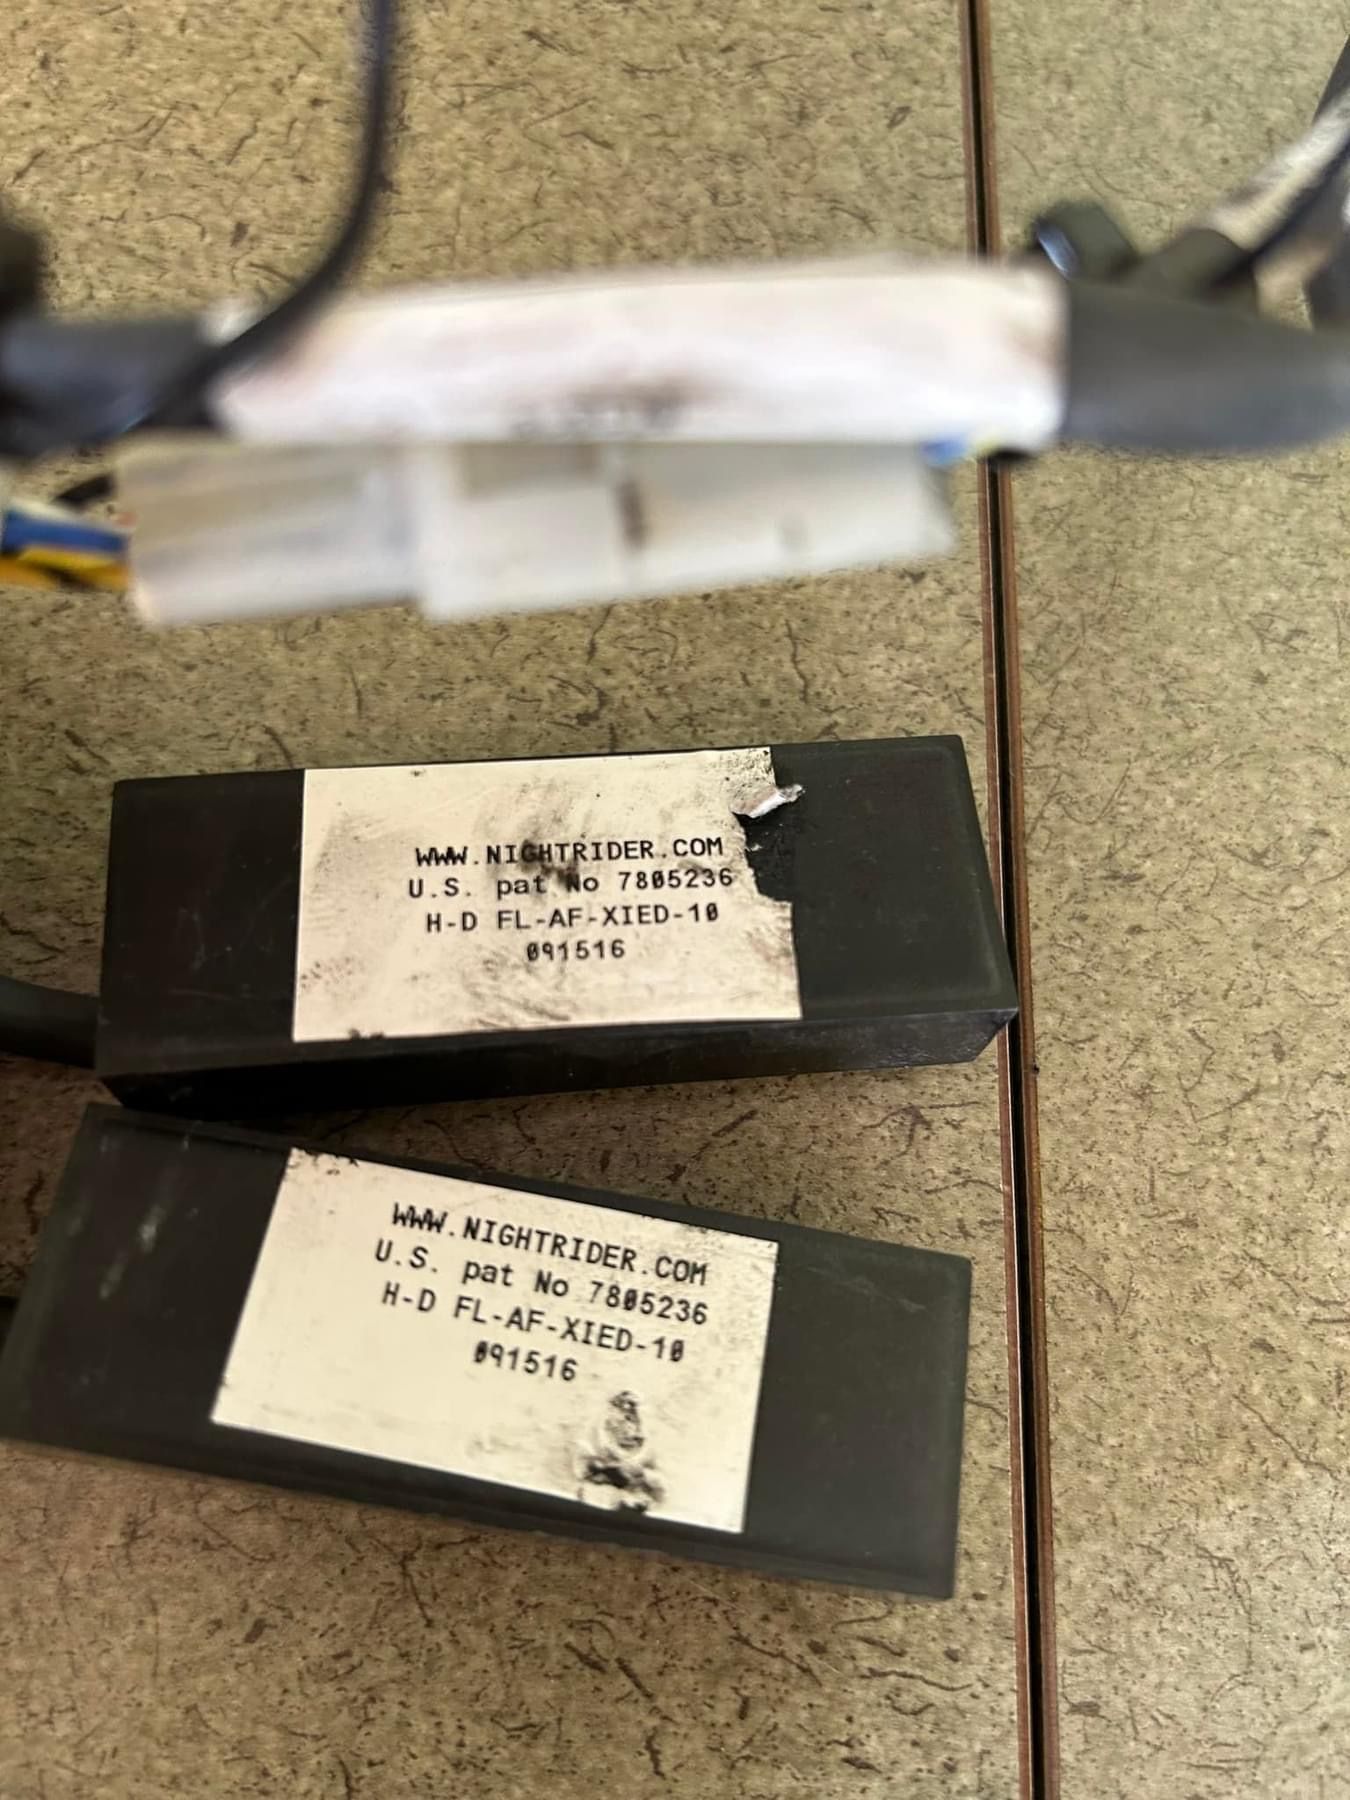 WWW.NIGHTRIDER.COM
U.S. pat No 7805236
H-D FL-AF-XIED-10
091516
WWW.NIGHTRIDER.COM
U.S. pat No 7805236
H-D FL-AF-XIED-10
091516